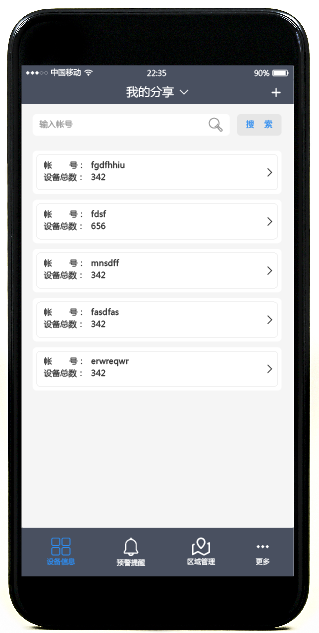 中国移动 22:35 90%
我的分享
输入帐号 搜 索
帐 号： fgdfhhiu
设备总数： 342
帐 号： fdsf
设备总数： 656
帐 号： mnsdff
设备总数： 342
帐 号： fasdfas
设备总数： 342
帐 号： erwreqwr
设备总数： 342
设备信息 预警提醒 区域管理 更多